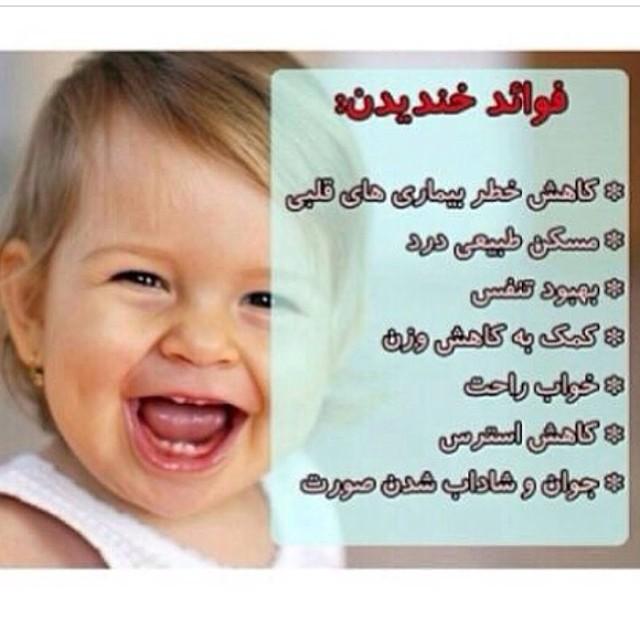 فوائد خندیدن:
* کاهش خطر بیماری های قلبی
* مسکن طبیعی درد
* بهبود تنفس
* کمک به کاهش وزن
* خواب راحت
* کاهش استرس
* جوان و شاداب شدن صورت